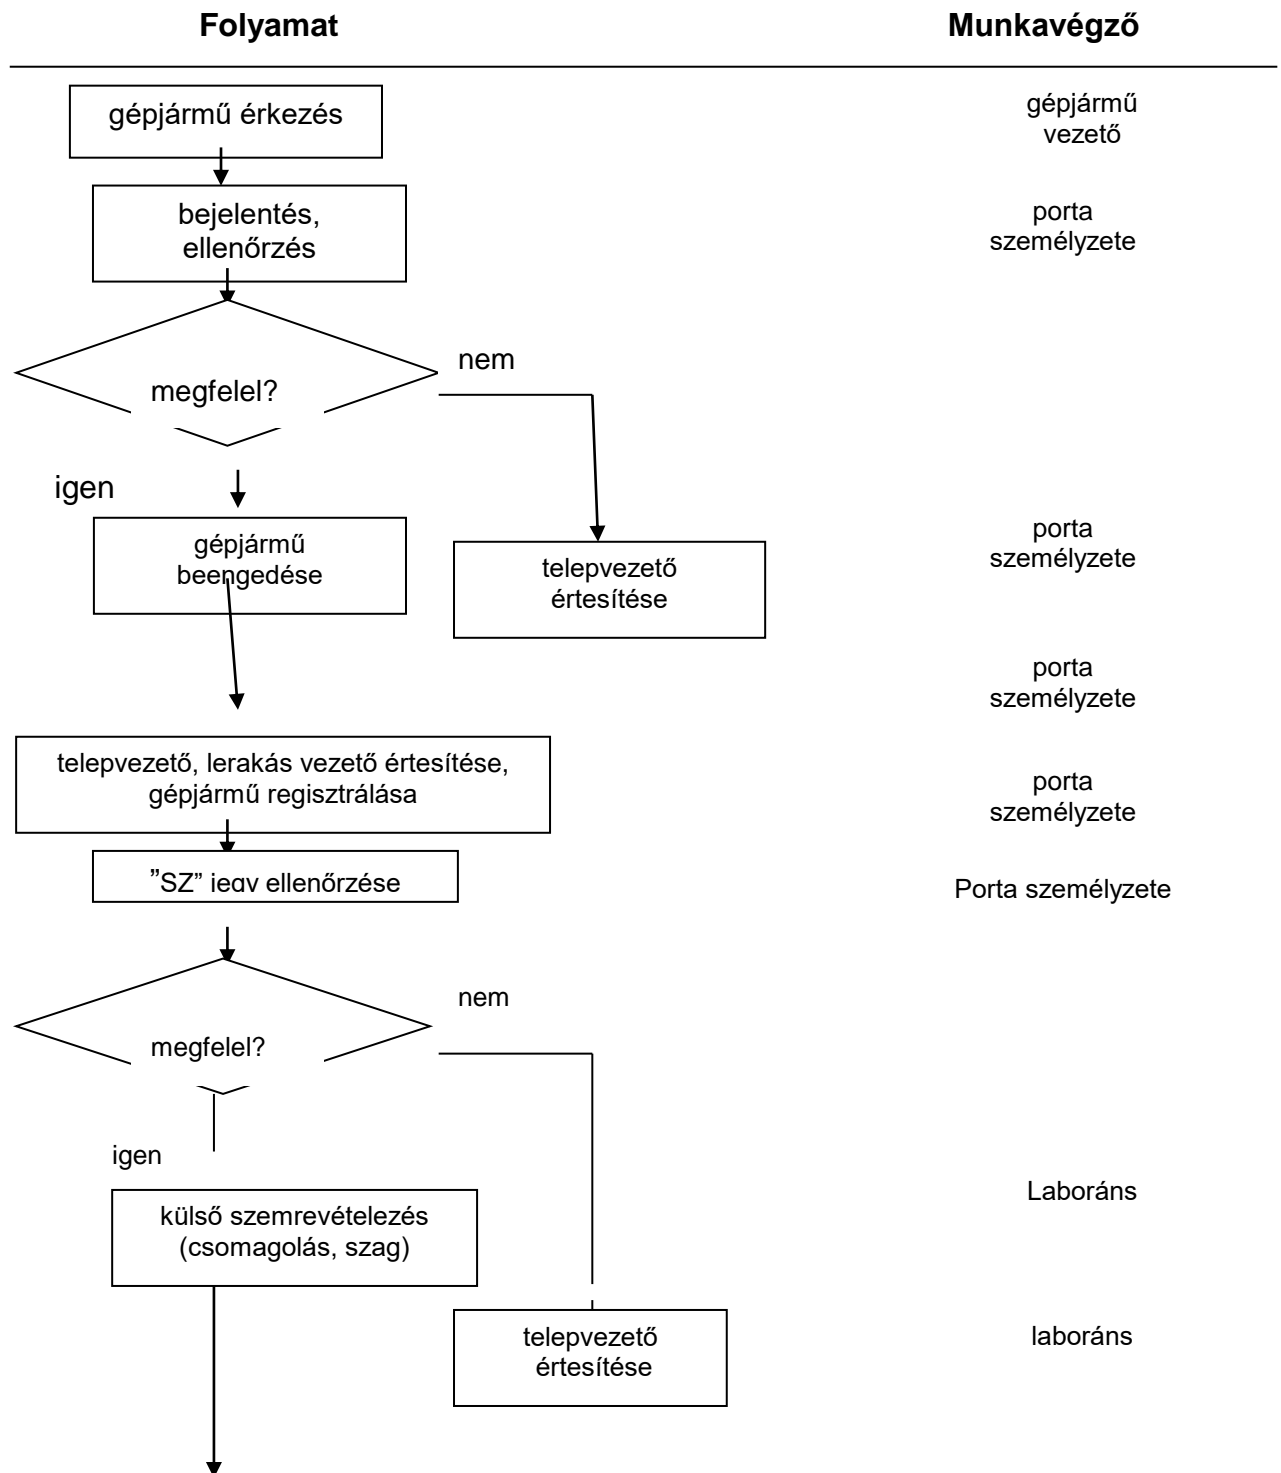 Folyamat Munkavégző
gépjármű érkezés
gépjármű
vezető
bejelentés,
ellenőrzés
porta
személyzete
megfelel?
nem
igen
gépjármű
beengedése
telepvezető
értesítése
porta
személyzete
porta
személyzete
telepvezető, lerakás vezető értesítése,
gépjármű regisztrálása
porta
személyzete
”SZ” jegy ellenőrzése
Porta személyzete
megfelel?
nem
igen
külső szemrevételezés
(csomagolás, szag)
Laboráns
telepvezető
értesítése
laboráns